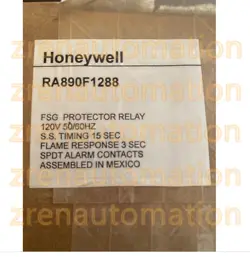 Honeywell
RA890F1288
FSG PROTECTOR RELAY
120V 50/60HZ
S.S. TIMING 15 SEC
FLAME RESPONSE 3 SEC
SPDT ALARM CONTACTS
ASSEMBLED IN MEXICO
zrenautomation
zrenautomation
zrenautomation
zrenautomation